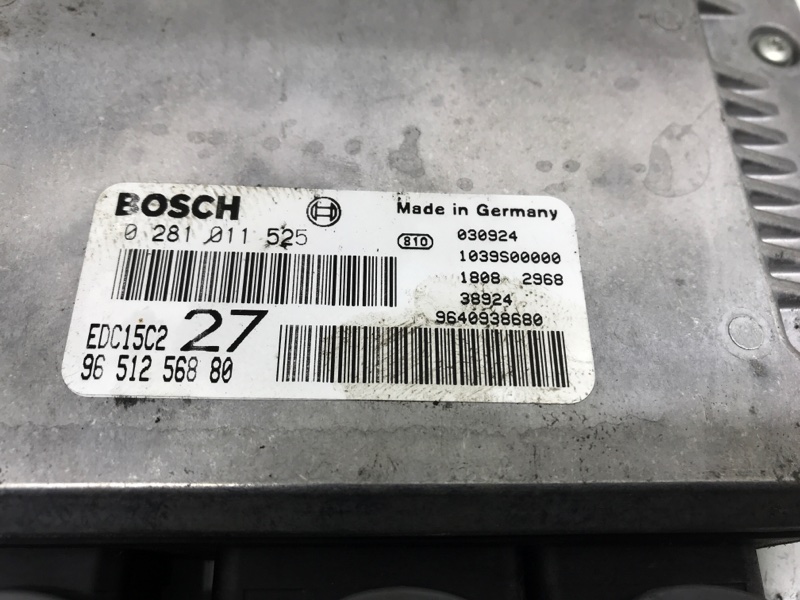 BOSCH
Made in Germany
0 281 011 525
810
030924
1039S00000
1808 2968
38924
9640938680
EDC15C2 27
96 512 568 80